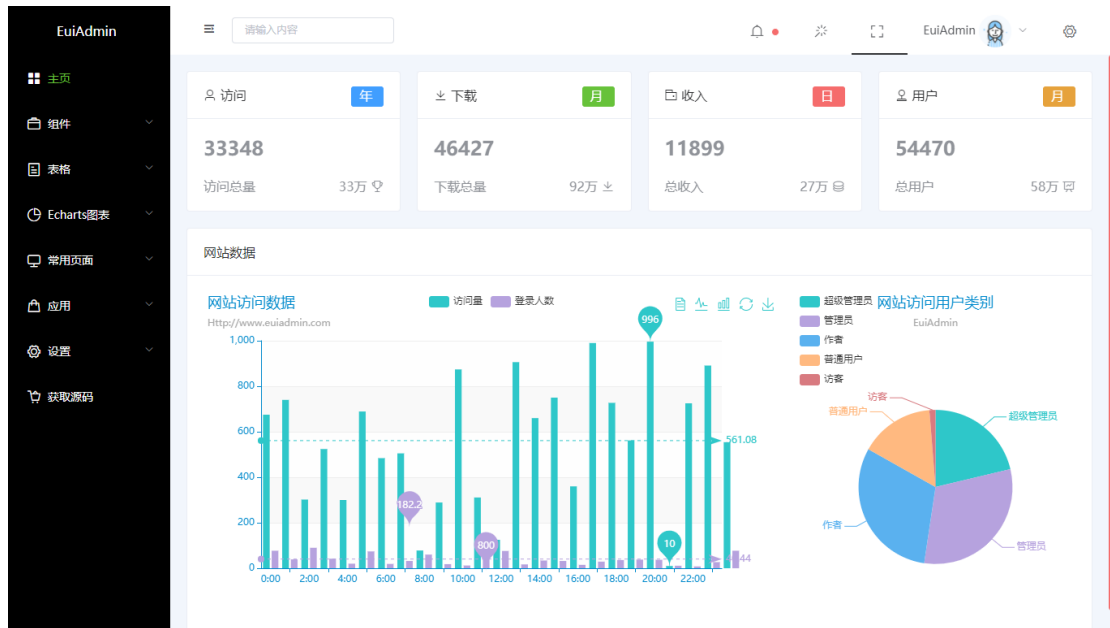 EuiAdmin
主页
组件
表格
Echarts图表
常用页面
应用
设置
获取源码
请输入内容
EuiAdmin
访问 年
33348
访问总量 33万
下载 月
46427
下载总量 92万
收入 日
11899
总收入 27万
用户 月
54470
总用户 58万
网站数据
网站访问数据
Http://www.euiadmin.com
访问量 登录人数
1,000
800
600
400
200
0
0:00 2:00 4:00 6:00 8:00 10:00 12:00 14:00 16:00 18:00 20:00 22:00
996
561.08
182.2
800
10
44
网站访问用户类别
EuiAdmin
超级管理员
管理员
作者
普通用户
访客
访客
普通用户
超级管理员
作者
管理员